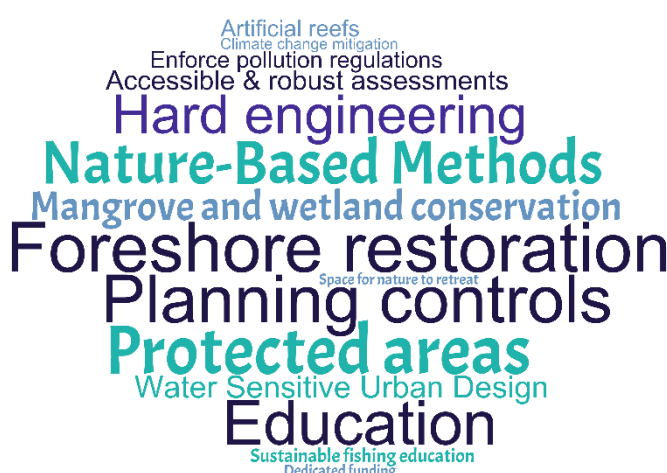 Artificial reefs
Climate change mitigation
Enforce pollution regulations
Accessible & robust assessments
Hard engineering
Nature-Based Methods
Mangrove and wetland conservation
Foreshore restoration
Space for nature to retreat
Planning controls
Protected areas
Water Sensitive Urban Design
Education
Sustainable fishing education
Dedicated funding